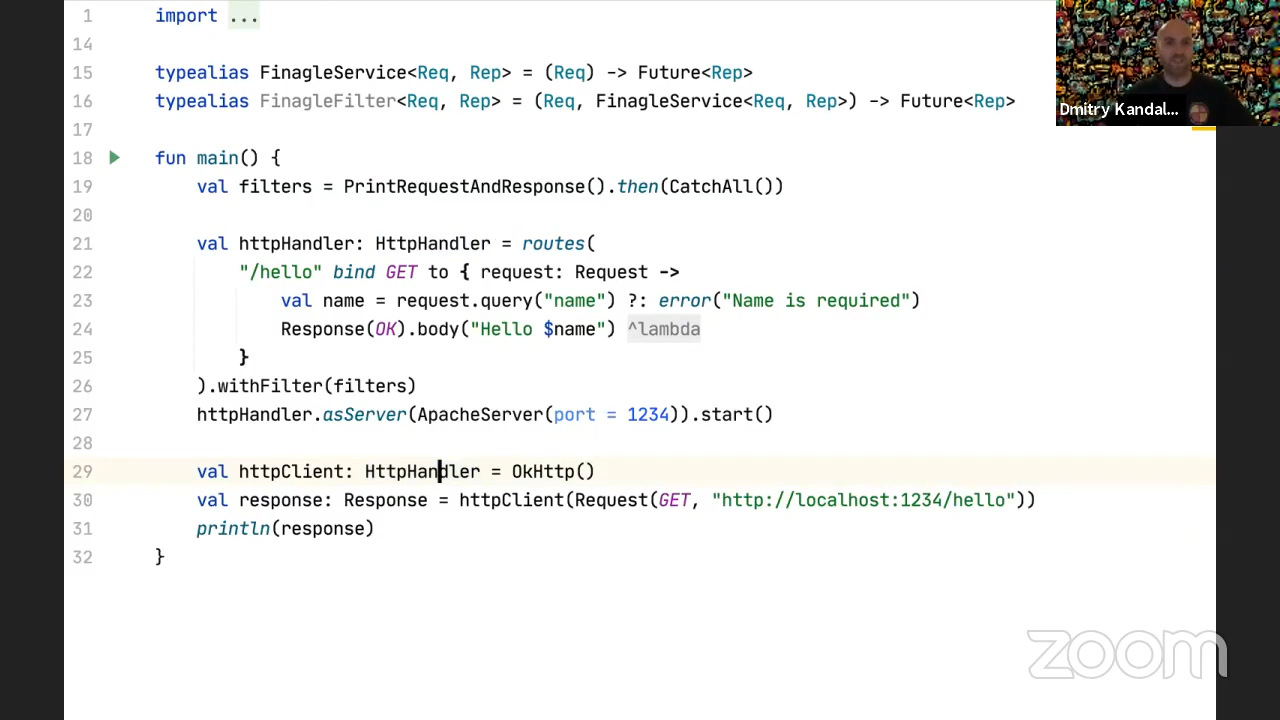 1 import ...
14
15 typealias FinagleService<Req, Rep> = (Req) -> Future<Rep>
16 typealias FinagleFilter<Req, Rep> = (Req, FinagleService<Req, Rep>) -> Future<Rep>
17
18 fun main() {
19 val filters = PrintRequestAndResponse().then(CatchAll())
20
21 val httpHandler: HttpHandler = routes(
22 "/hello" bind GET to { request: Request ->
23 val name = request.query("name") ?: error("Name is required")
24 Response(OK).body("Hello $name") ^lambda
25 }
26 ).withFilter(filters)
27 httpHandler.asServer(ApacheServer(port = 1234)).start()
28
29 val httpClient: HttpHandler = OkHttp()
30 val response: Response = httpClient(Request(GET, "http://localhost:1234/hello"))
31 println(response)
32 }
Dmitry Kandal...
zoom